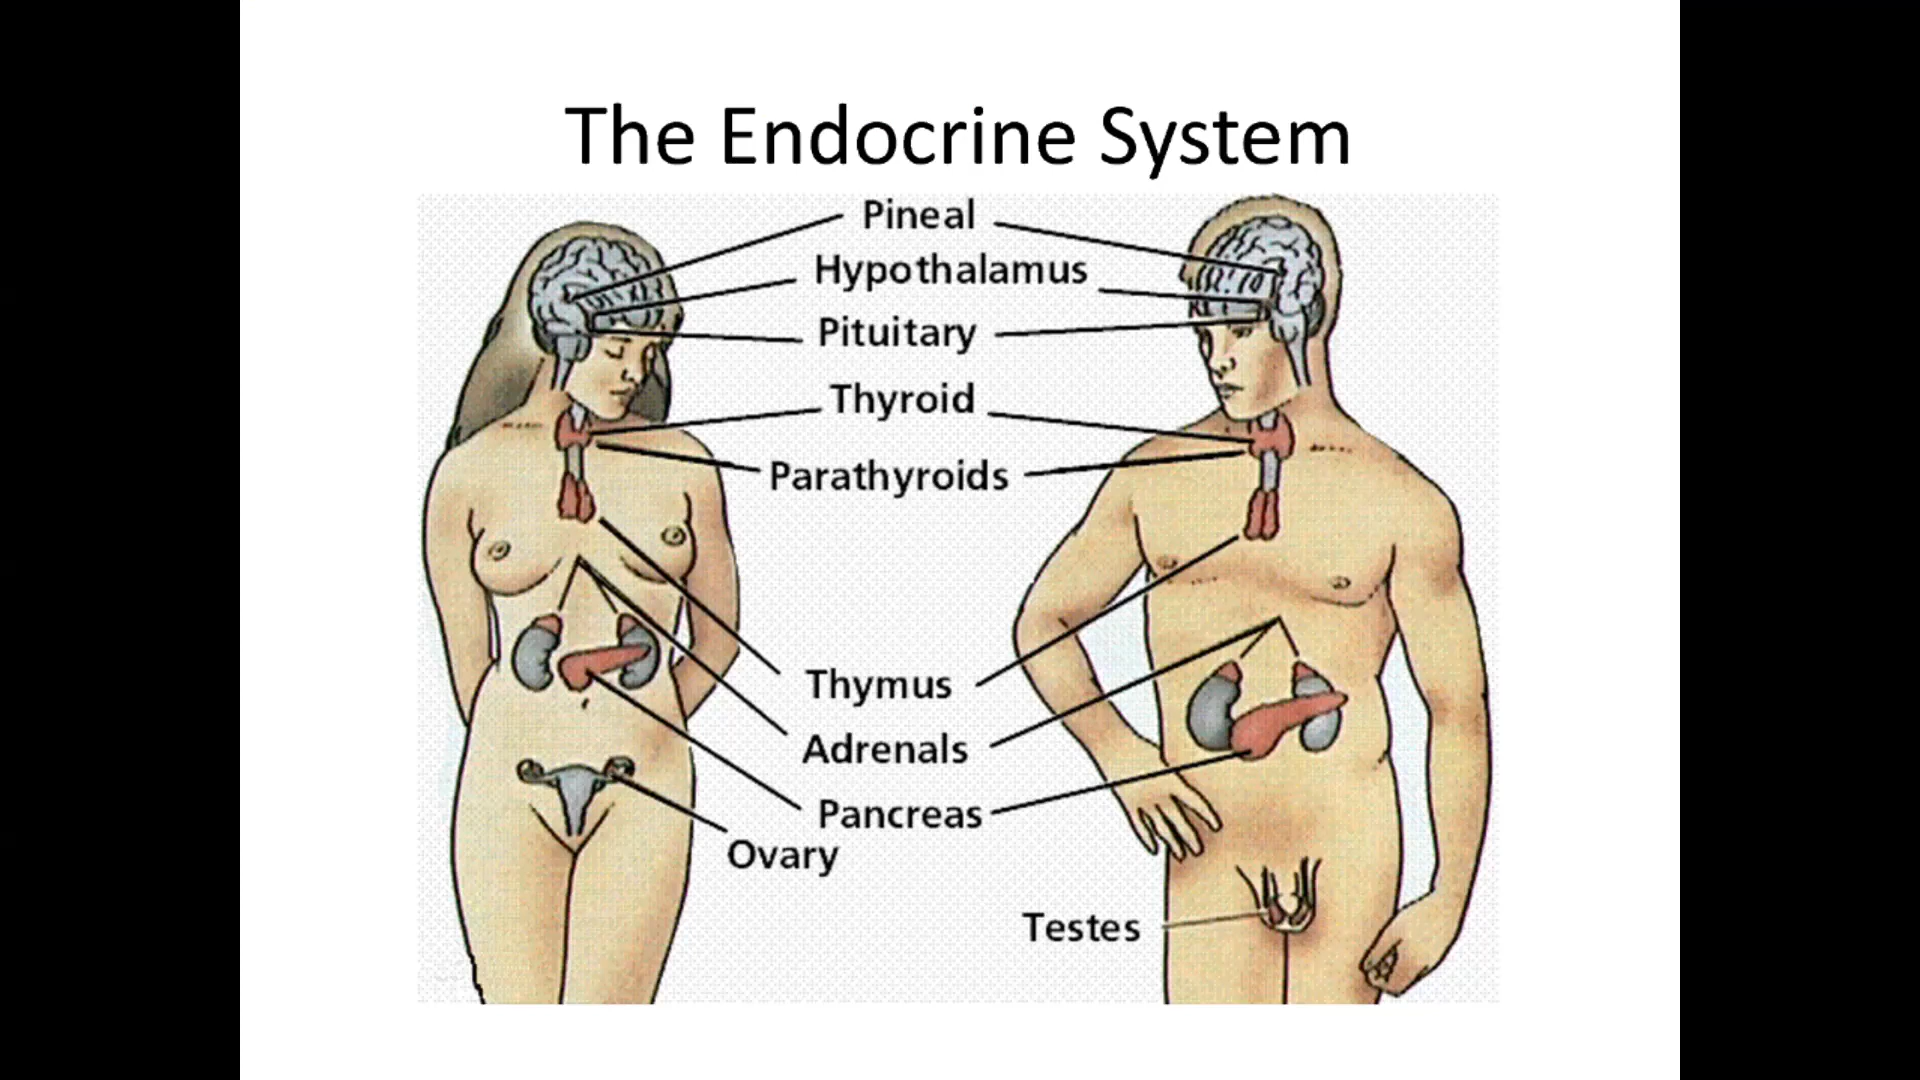 The Endocrine System
Pineal
Hypothalamus
Pituitary
Thyroid
Parathyroids
Thymus
Adrenals
Pancreas
Ovary
Testes